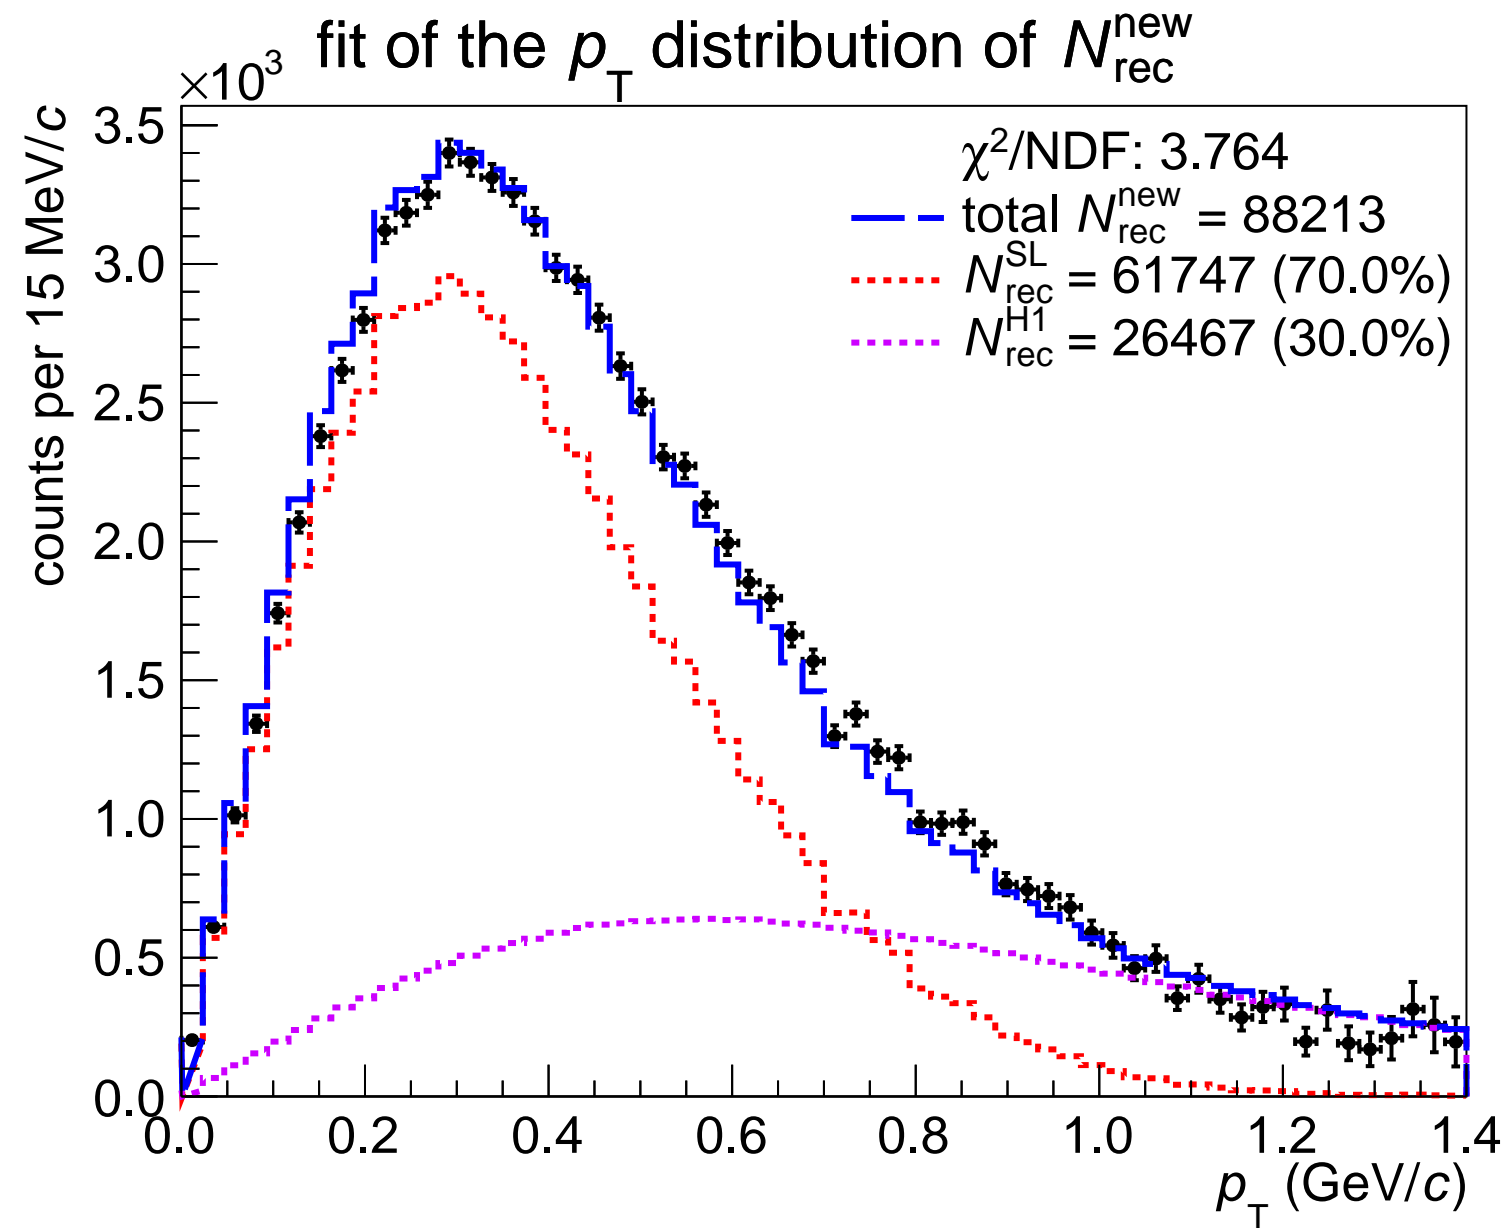 fit of the p_T distribution of N_rec^new
×10³
counts per 15 MeV/c
3.5
3.0
2.5
2.0
1.5
1.0
0.5
0.0
χ²/NDF: 3.764
total N_rec^new = 88213
N_rec^SL = 61747 (70.0%)
N_rec^H1 = 26467 (30.0%)
0.0 0.2 0.4 0.6 0.8 1.0 1.2 1.4
p_T (GeV/c)